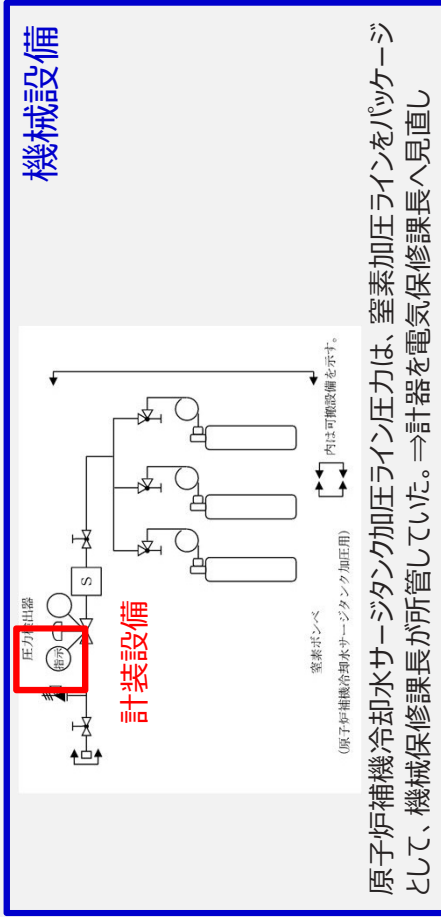 機械設備
圧力検出器
指示
S
計装設備
窒素ボンベ
(原子炉補機冷却水サージタンク加圧用)
内は可搬設備を示す。
原子炉補機冷却水サージタンク加圧ライン圧力は、窒素加圧ラインをパッケージ
として、機械保修課長が所管していた。⇒計器を電気保修課長へ見直し